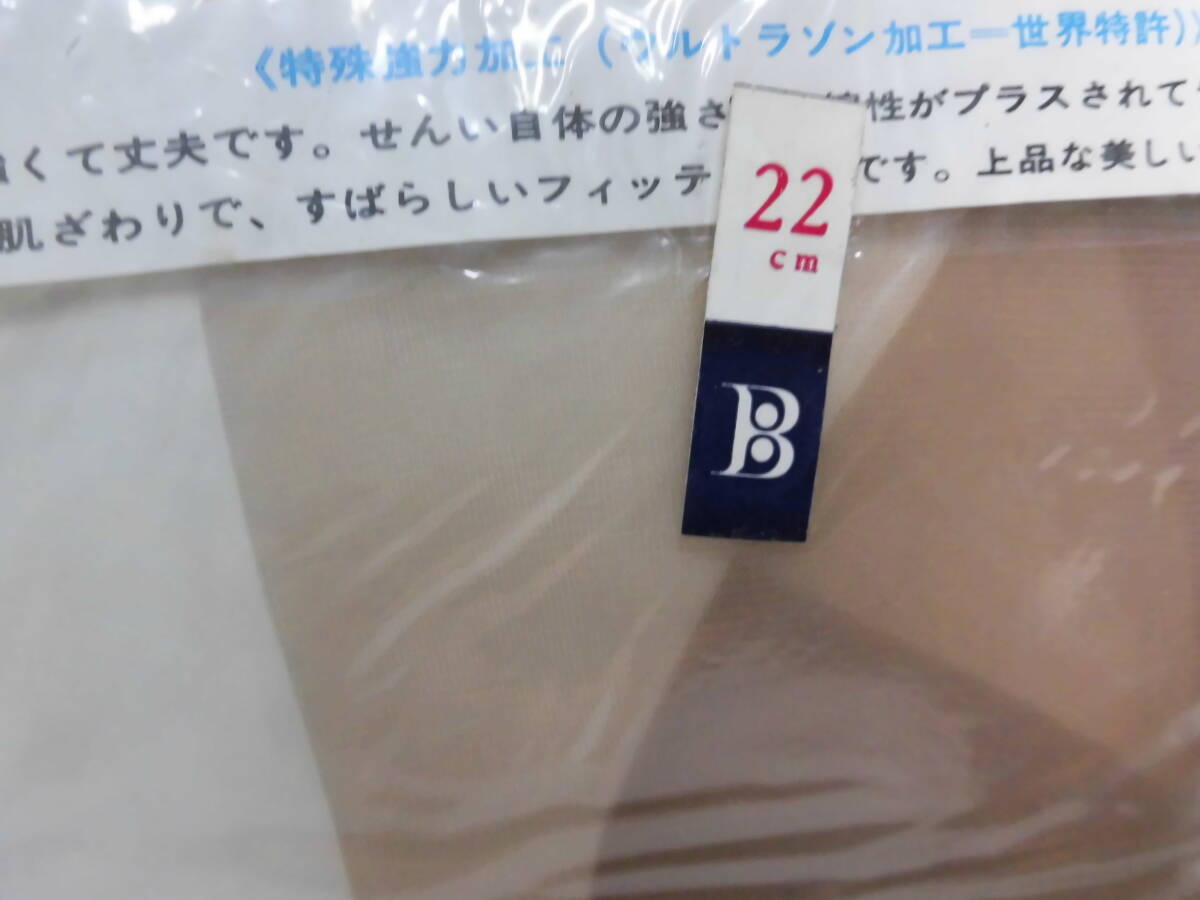 《特殊強力加工（ウルトラゾン加工＝世界特許）》
くて丈夫です。せんい自体の強さ 性がプラスされて
肌ざわりで、すばらしいフィッテ です。上品な美しい
22
cm
B